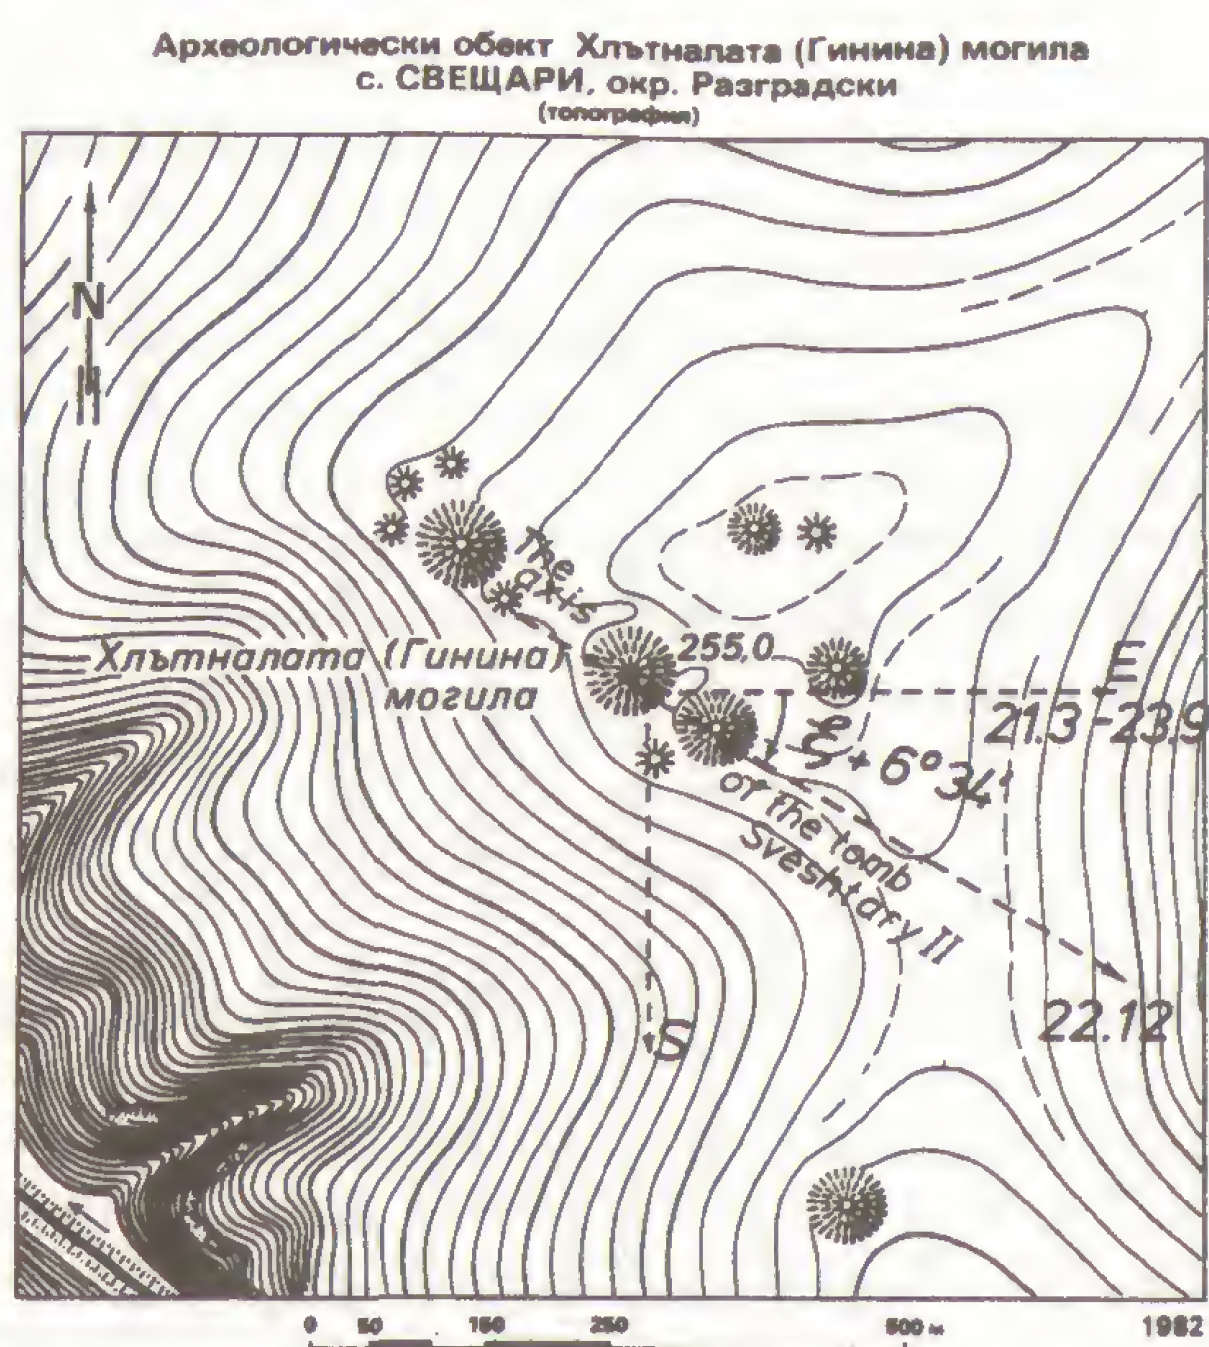 Археологически обект Хлътналата (Гинина) могила
с. СВЕЩАРИ, окр. Разградски
(топография)
N
The
axis
Хлътналата (Гинина)
могила
255,0
E
21.3-23.9
ξ + 6° 34'
of the tomb
Sveshtary II
22.12
S
0 50 150 250 500 м 1982